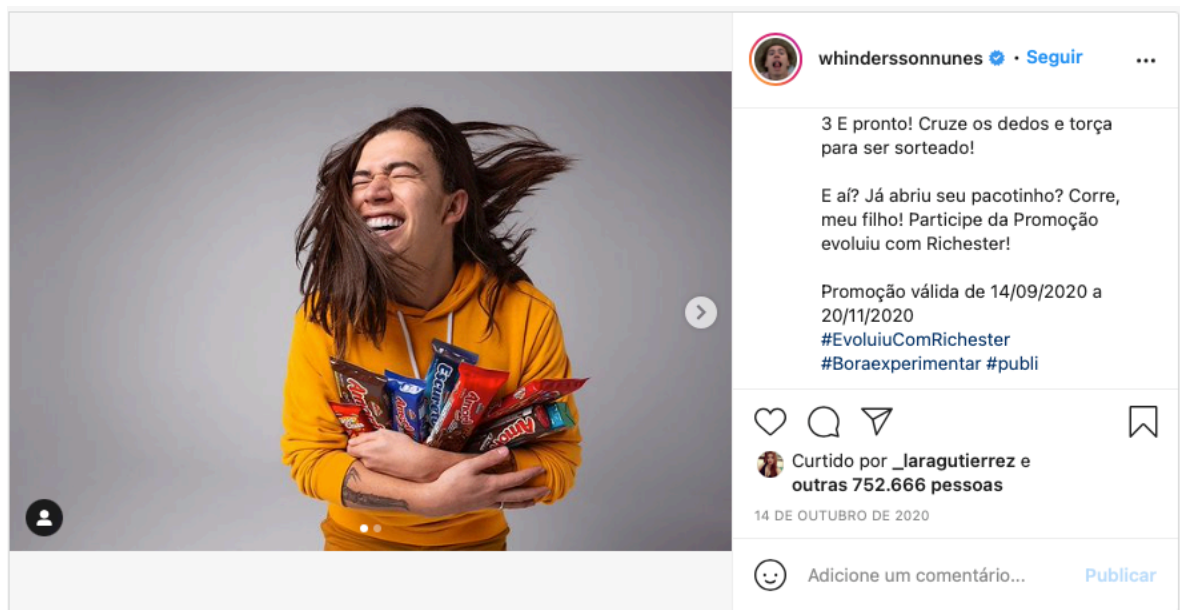 whinderssonnunes • Seguir
3 E pronto! Cruze os dedos e torça
para ser sorteado!
E aí? Já abriu seu pacotinho? Corre,
meu filho! Participe da Promoção
evoluiu com Richester!
Promoção válida de 14/09/2020 a
20/11/2020
#EvoluiuComRichester
#Boraexperimentar #publi
Curtido por _laragutierrez e
outras 752.666 pessoas
14 DE OUTUBRO DE 2020
Adicione um comentário... Publicar